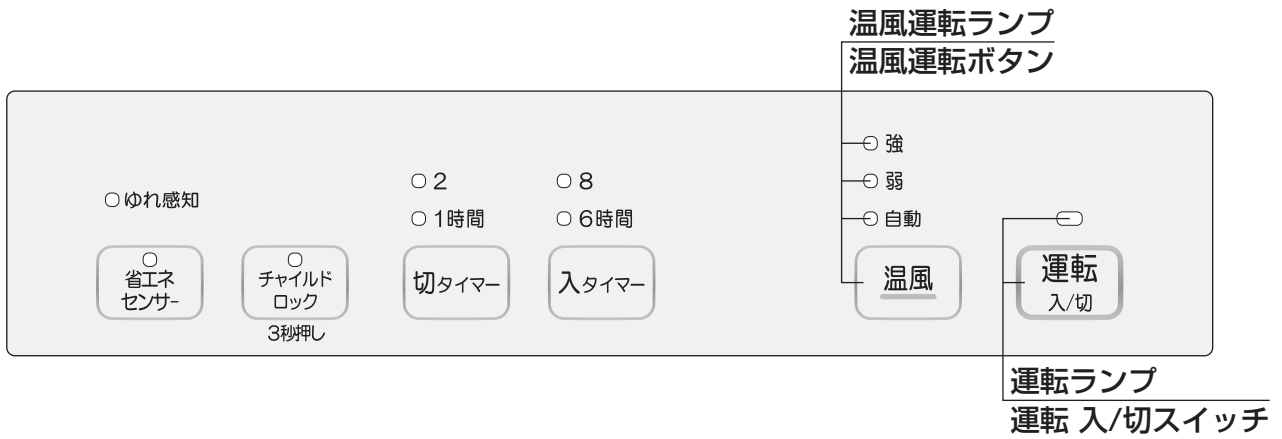 温風運転ランプ
温風運転ボタン
強
弱
自動
ゆれ感知
2
1時間
8
6時間
省エネ
センサー
チャイルド
ロック
3秒押し
切タイマー
入タイマー
温風
運転
入/切
運転ランプ
運転 入/切スイッチ